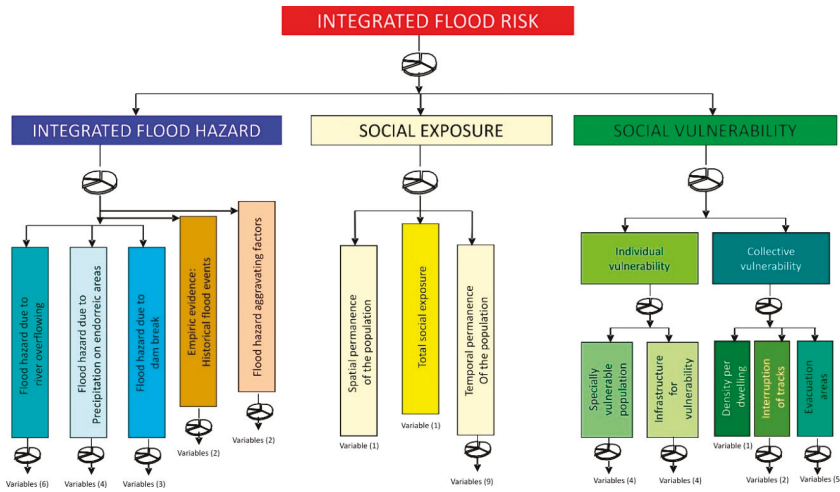 INTEGRATED FLOOD RISK
INTEGRATED FLOOD HAZARD
SOCIAL EXPOSURE
SOCIAL VULNERABILITY
Flood hazard due to
river overflowing
Flood hazard due to
Precipitation on endorreic areas
Flood hazard due to
dam break
Empiric evidence:
Historical flood events
Flood hazard aggravating factors
Spatial permanence
of the population
Total social exposure
Temporal permanence
Of the population
Individual
vulnerability
Collective
vulnerability
Specially
vulnerable
population
Infrastructure
for
vulnerability
Density per
dwelling
Interruption
of tracks
Evacuation
areas
Variables (6)
Variables (4)
Variables (3)
Variables (2)
Variables (2)
Variables (1)
Variables (1)
Variables (9)
Variables (4)
Variables (4)
Variable (1)
Variables (2)
Variables (5